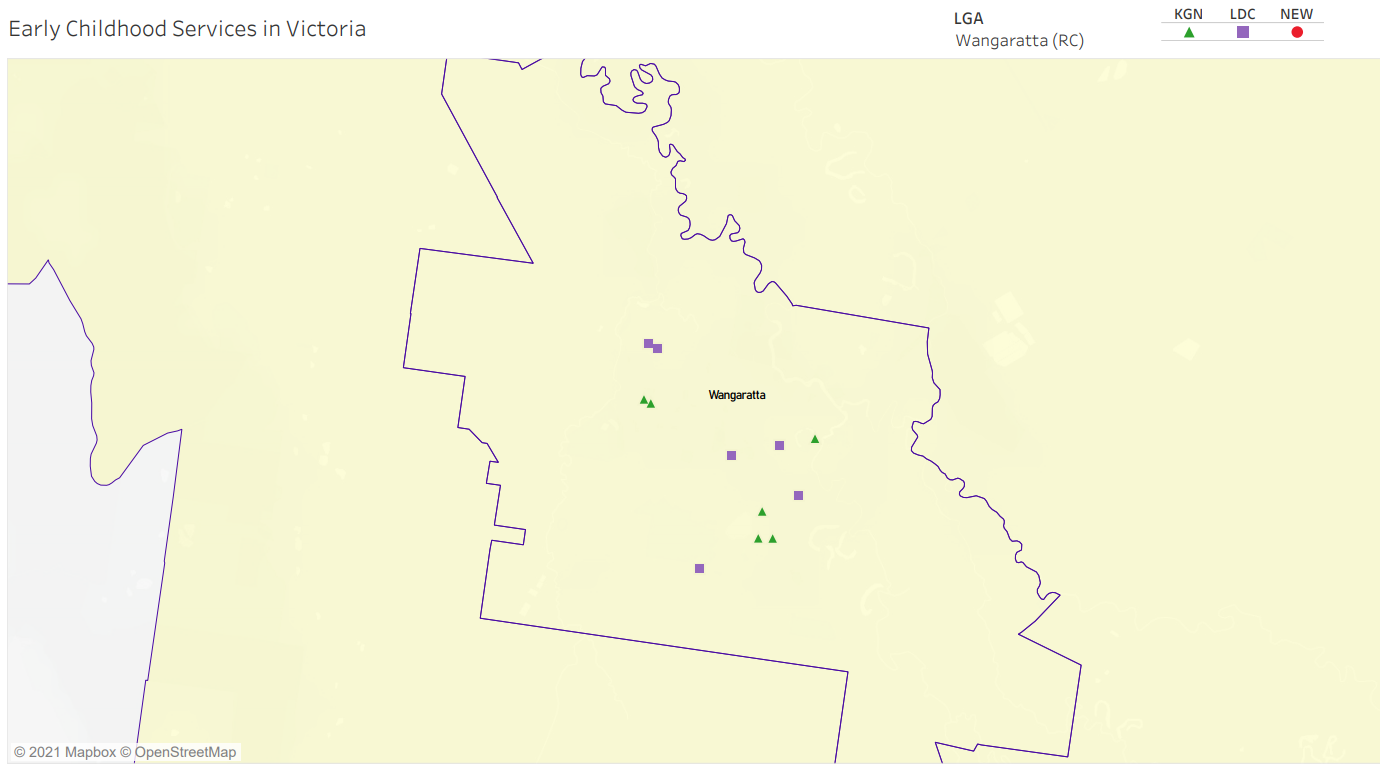 Early Childhood Services in Victoria
LGA
Wangaratta (RC)
KGN LDC NEW
Wangaratta
© 2021 Mapbox © OpenStreetMap